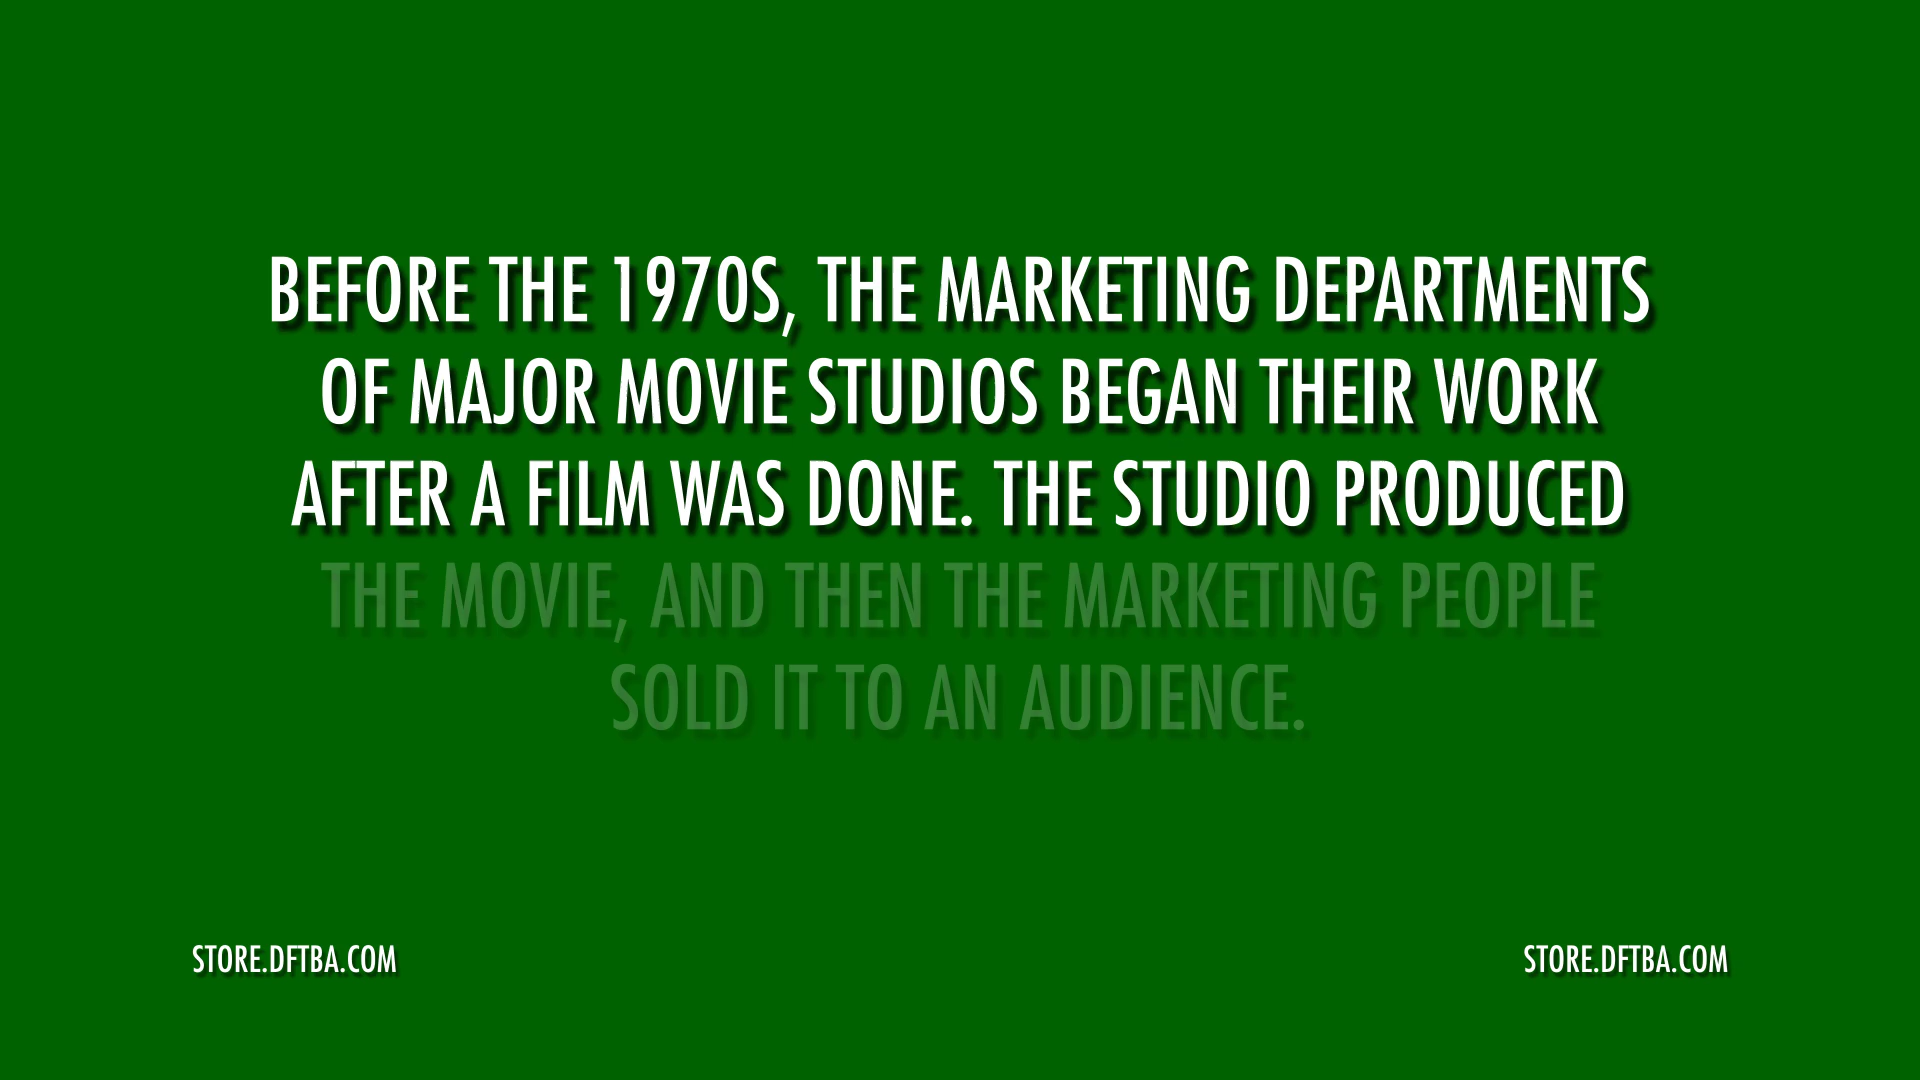 BEFORE THE 1970S, THE MARKETING DEPARTMENTS
OF MAJOR MOVIE STUDIOS BEGAN THEIR WORK
AFTER A FILM WAS DONE. THE STUDIO PRODUCED
THE MOVIE, AND THEN THE MARKETING PEOPLE
SOLD IT TO AN AUDIENCE.
STORE.DFTBA.COM
STORE.DFTBA.COM